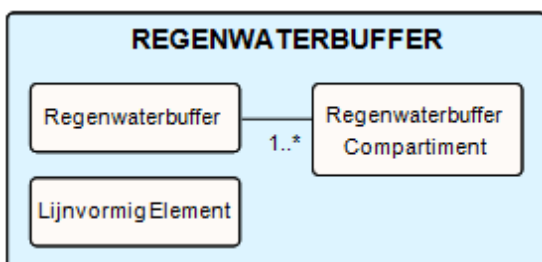 REGENWATERBUFFER
Regenwaterbuffer
1..*
Regenwaterbuffer
Compartiment
LijnvormigElement